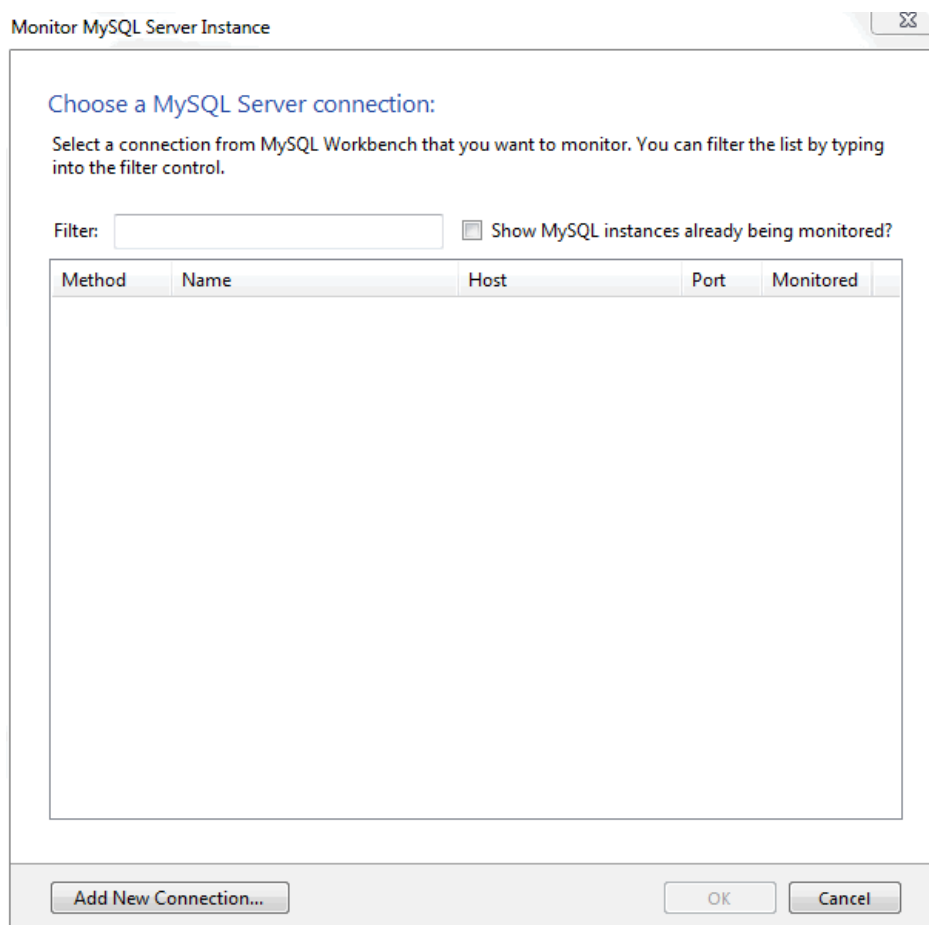 Monitor MySQL Server Instance
Choose a MySQL Server connection:
Select a connection from MySQL Workbench that you want to monitor. You can filter the list by typing
into the filter control.
Filter: Show MySQL instances already being monitored?
Method Name Host Port Monitored
Add New Connection... OK Cancel